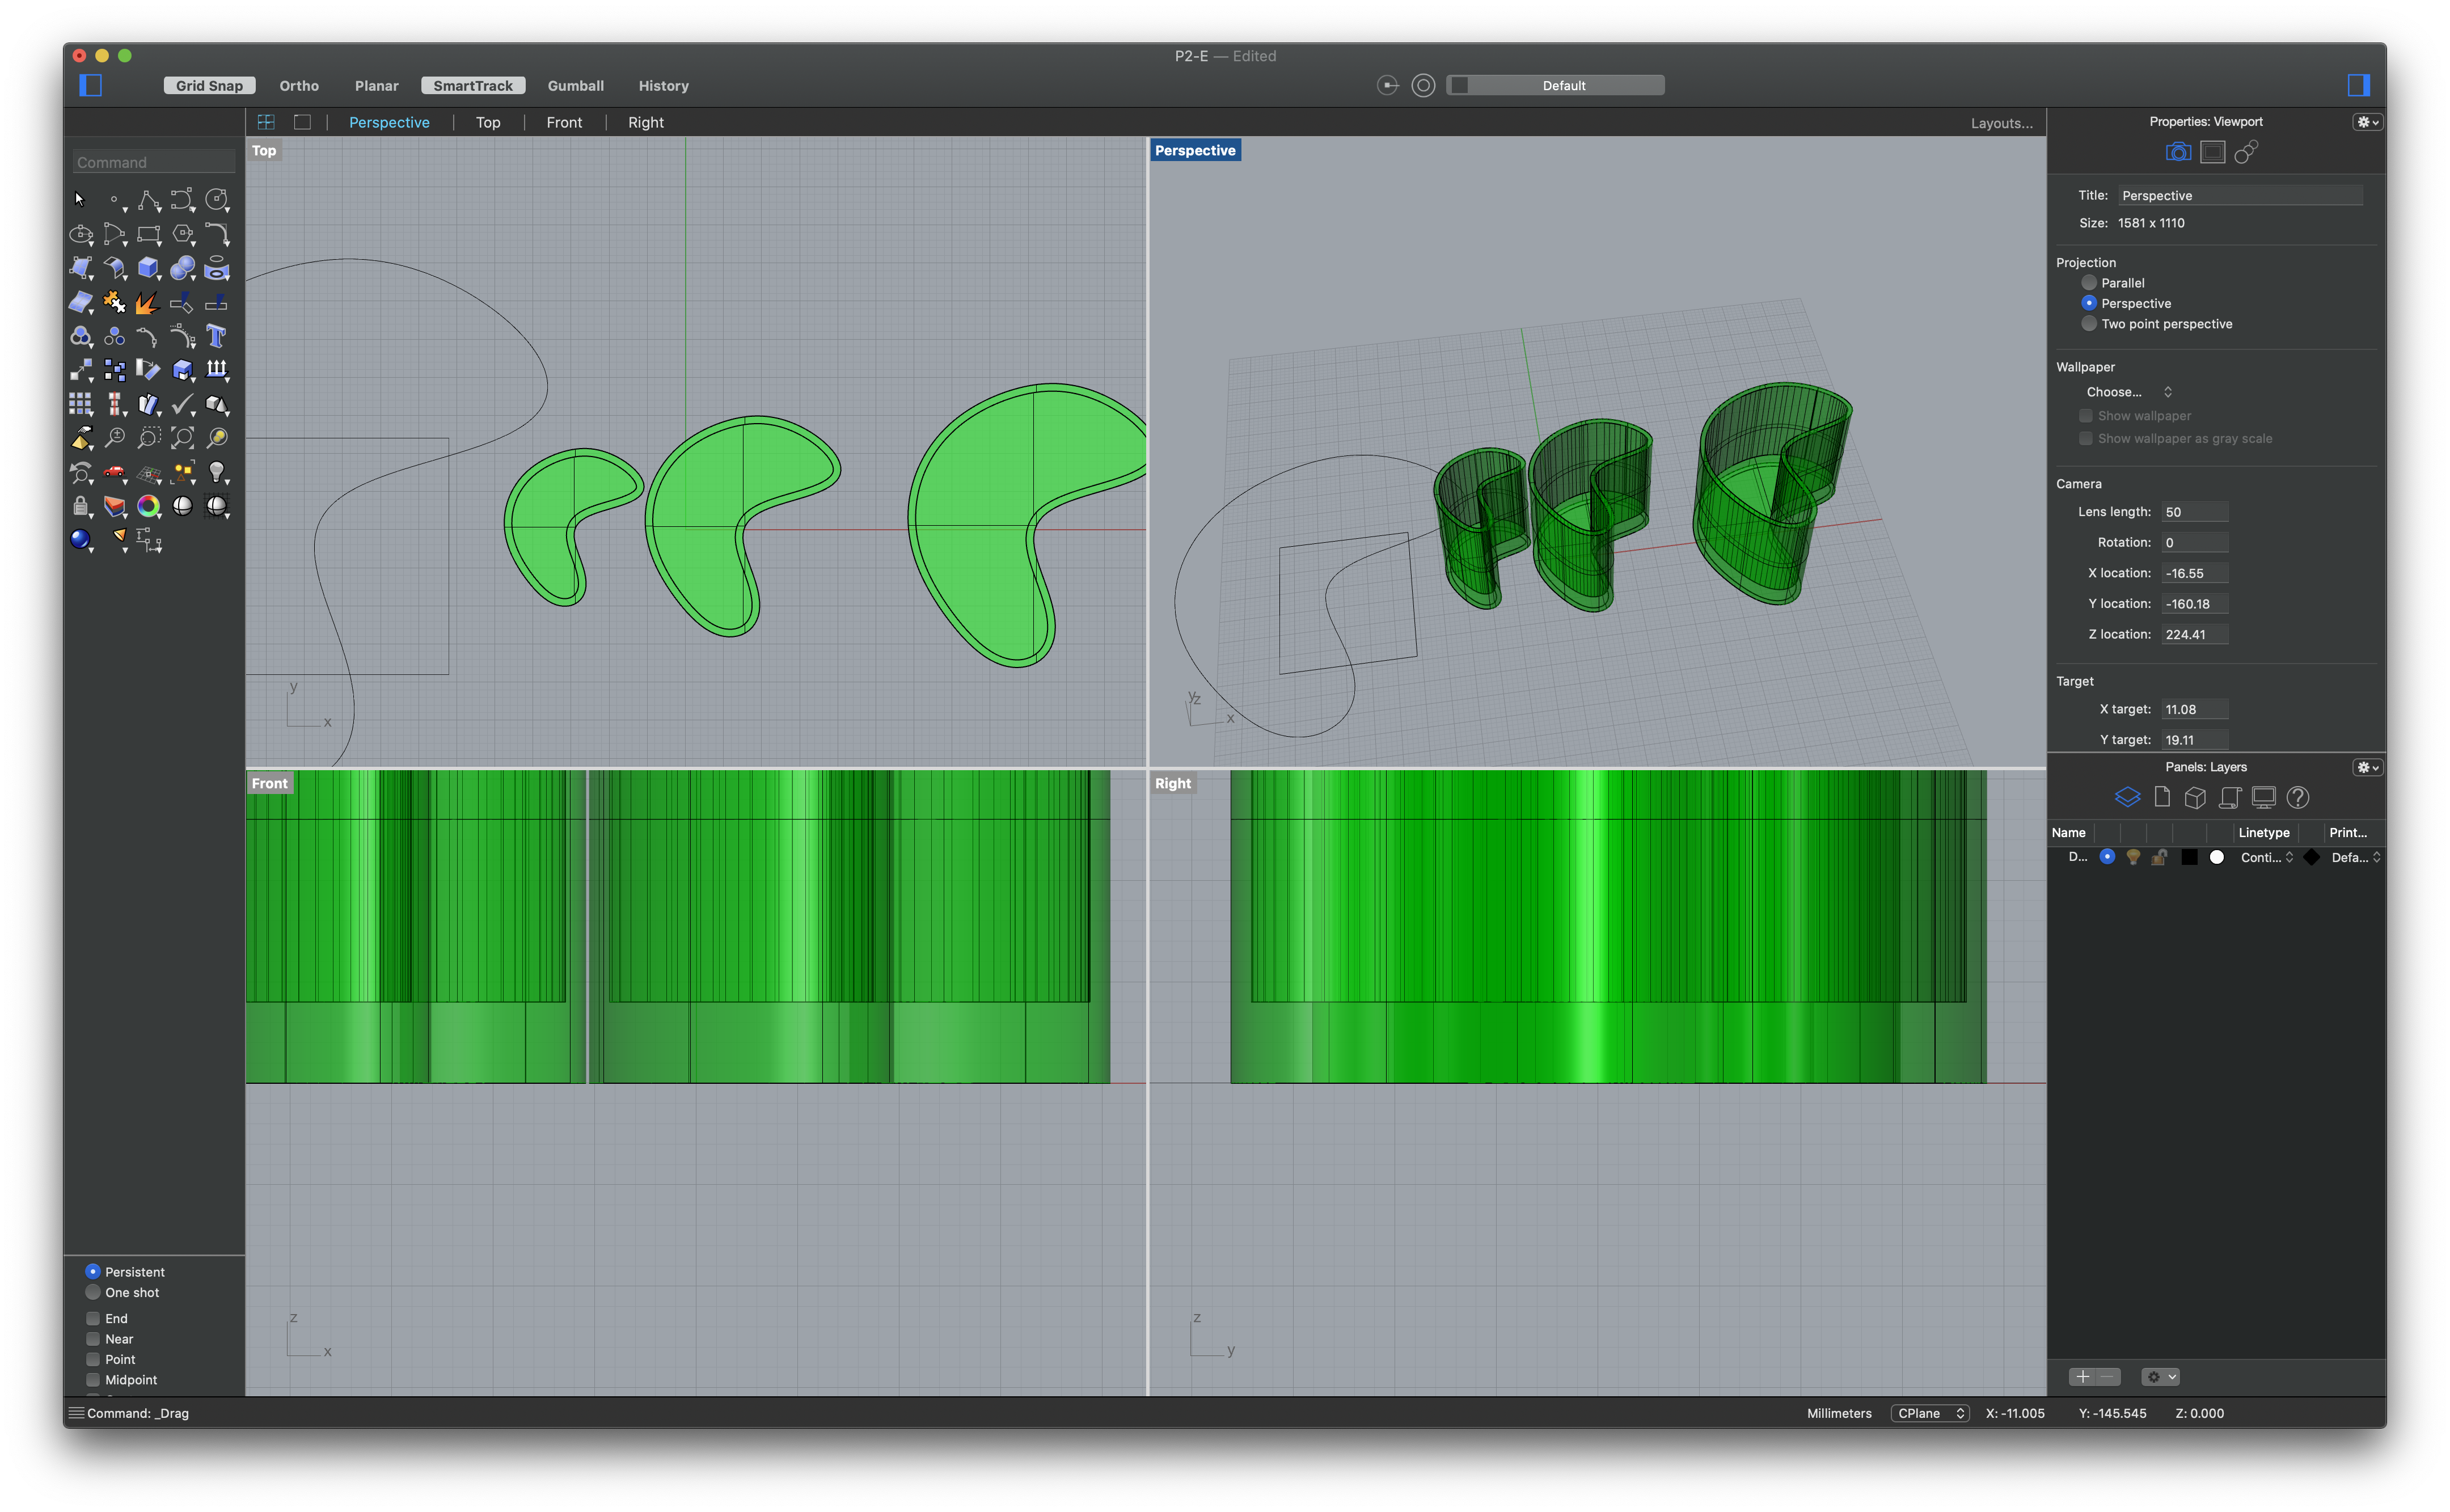 P2-E — Edited
Grid Snap Ortho Planar SmartTrack Gumball History Default
Perspective Top Front Right Layouts...
Command
Top
Perspective
Properties: Viewport
Title: Perspective
Size: 1581 x 1110
Projection
Parallel
Perspective
Two point perspective
Wallpaper
Choose...
Show wallpaper
Show wallpaper as gray scale
Camera
Lens length: 50
Rotation: 0
X location: -16.55
Y location: -160.18
Z location: 224.41
Target
X target: 11.08
Y target: 19.11
y
x
y
z
x
Front
Right
Panels: Layers
Name Linetype Print...
D... Conti... Defa...
z
x
z
y
Persistent
One shot
End
Near
Point
Midpoint
Command: _Drag
Millimeters CPlane X: -11.005 Y: -145.545 Z: 0.000